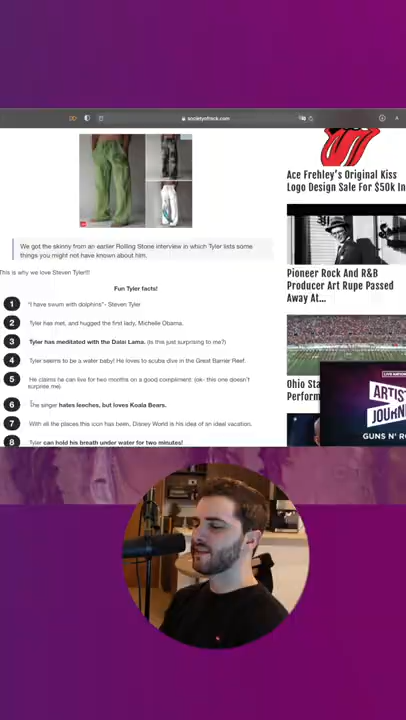 societyofrock.com
Ace Frehley's Original Kiss
Logo Design Sale For $50k In
We got the skinny from an earlier Rolling Stone interview in which Tyler lists some
things you might not have known about him.
This is why we love Steven Tyler!!!
Fun Tyler facts!
1 "I have swum with dolphins"- Steven Tyler
2 Tyler has met, and hugged the first lady, Michelle Obama.
3 Tyler has meditated with the Dalai Lama. (Is this just surprising to me?)
4 Tyler seems to be a water baby! He loves to scuba dive in the Great Barrier Reef.
5 He claims he can live for two months on a good compliment: (ok- this one doesn't
surprise me)
6 The singer hates leeches, but loves Koala Bears.
7 With all the places this icon has been, Disney World is his idea of an ideal vacation.
8 Tyler can hold his breath under water for two minutes!
Pioneer Rock And R&B
Producer Art Rupe Passed
Away At...
Ohio Sta
Perform
LIVE NATION
ARTIS
JOURN
GUNS N' RO